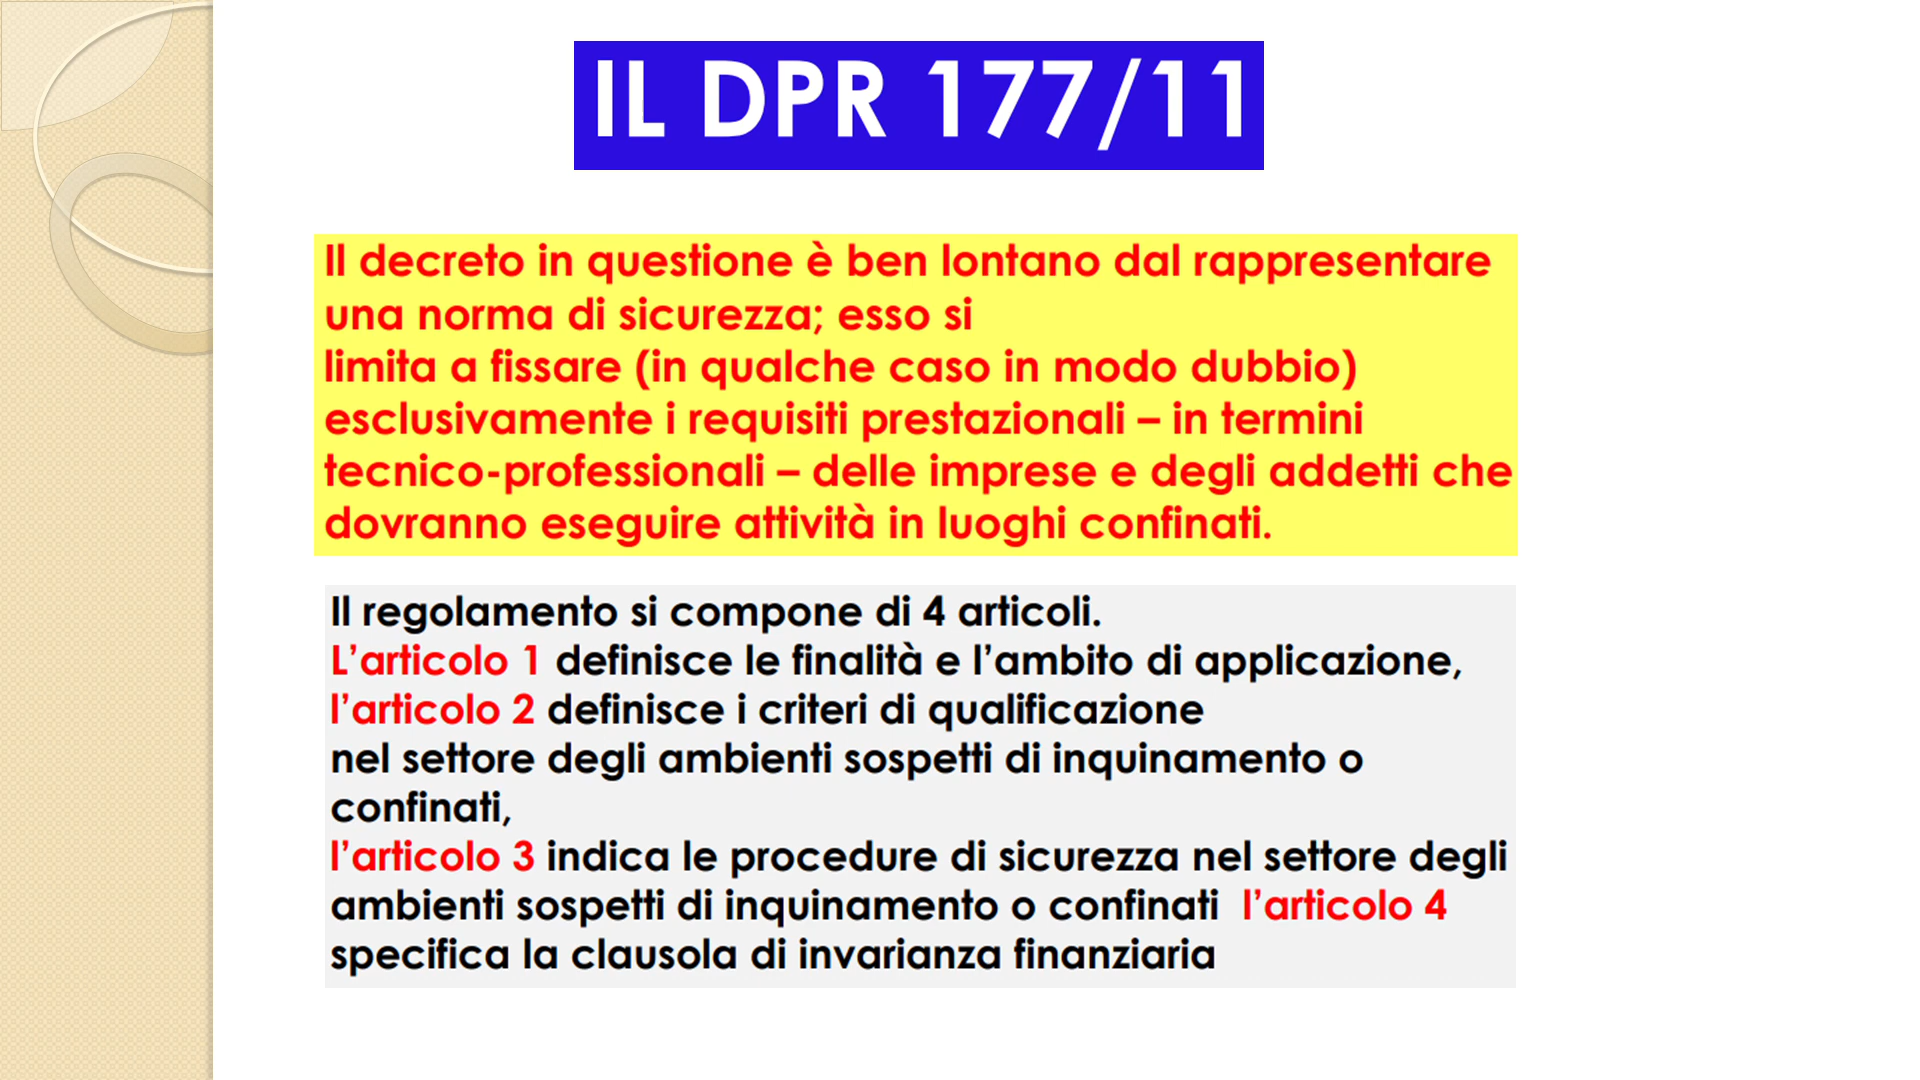 IL DPR 177/11
Il decreto in questione è ben lontano dal rappresentare
una norma di sicurezza; esso si
limita a fissare (in qualche caso in modo dubbio)
esclusivamente i requisiti prestazionali – in termini
tecnico-professionali – delle imprese e degli addetti che
dovranno eseguire attività in luoghi confinati.
Il regolamento si compone di 4 articoli.
L’articolo 1 definisce le finalità e l’ambito di applicazione,
l’articolo 2 definisce i criteri di qualificazione
nel settore degli ambienti sospetti di inquinamento o
confinati,
l’articolo 3 indica le procedure di sicurezza nel settore degli
ambienti sospetti di inquinamento o confinati l’articolo 4
specifica la clausola di invarianza finanziaria